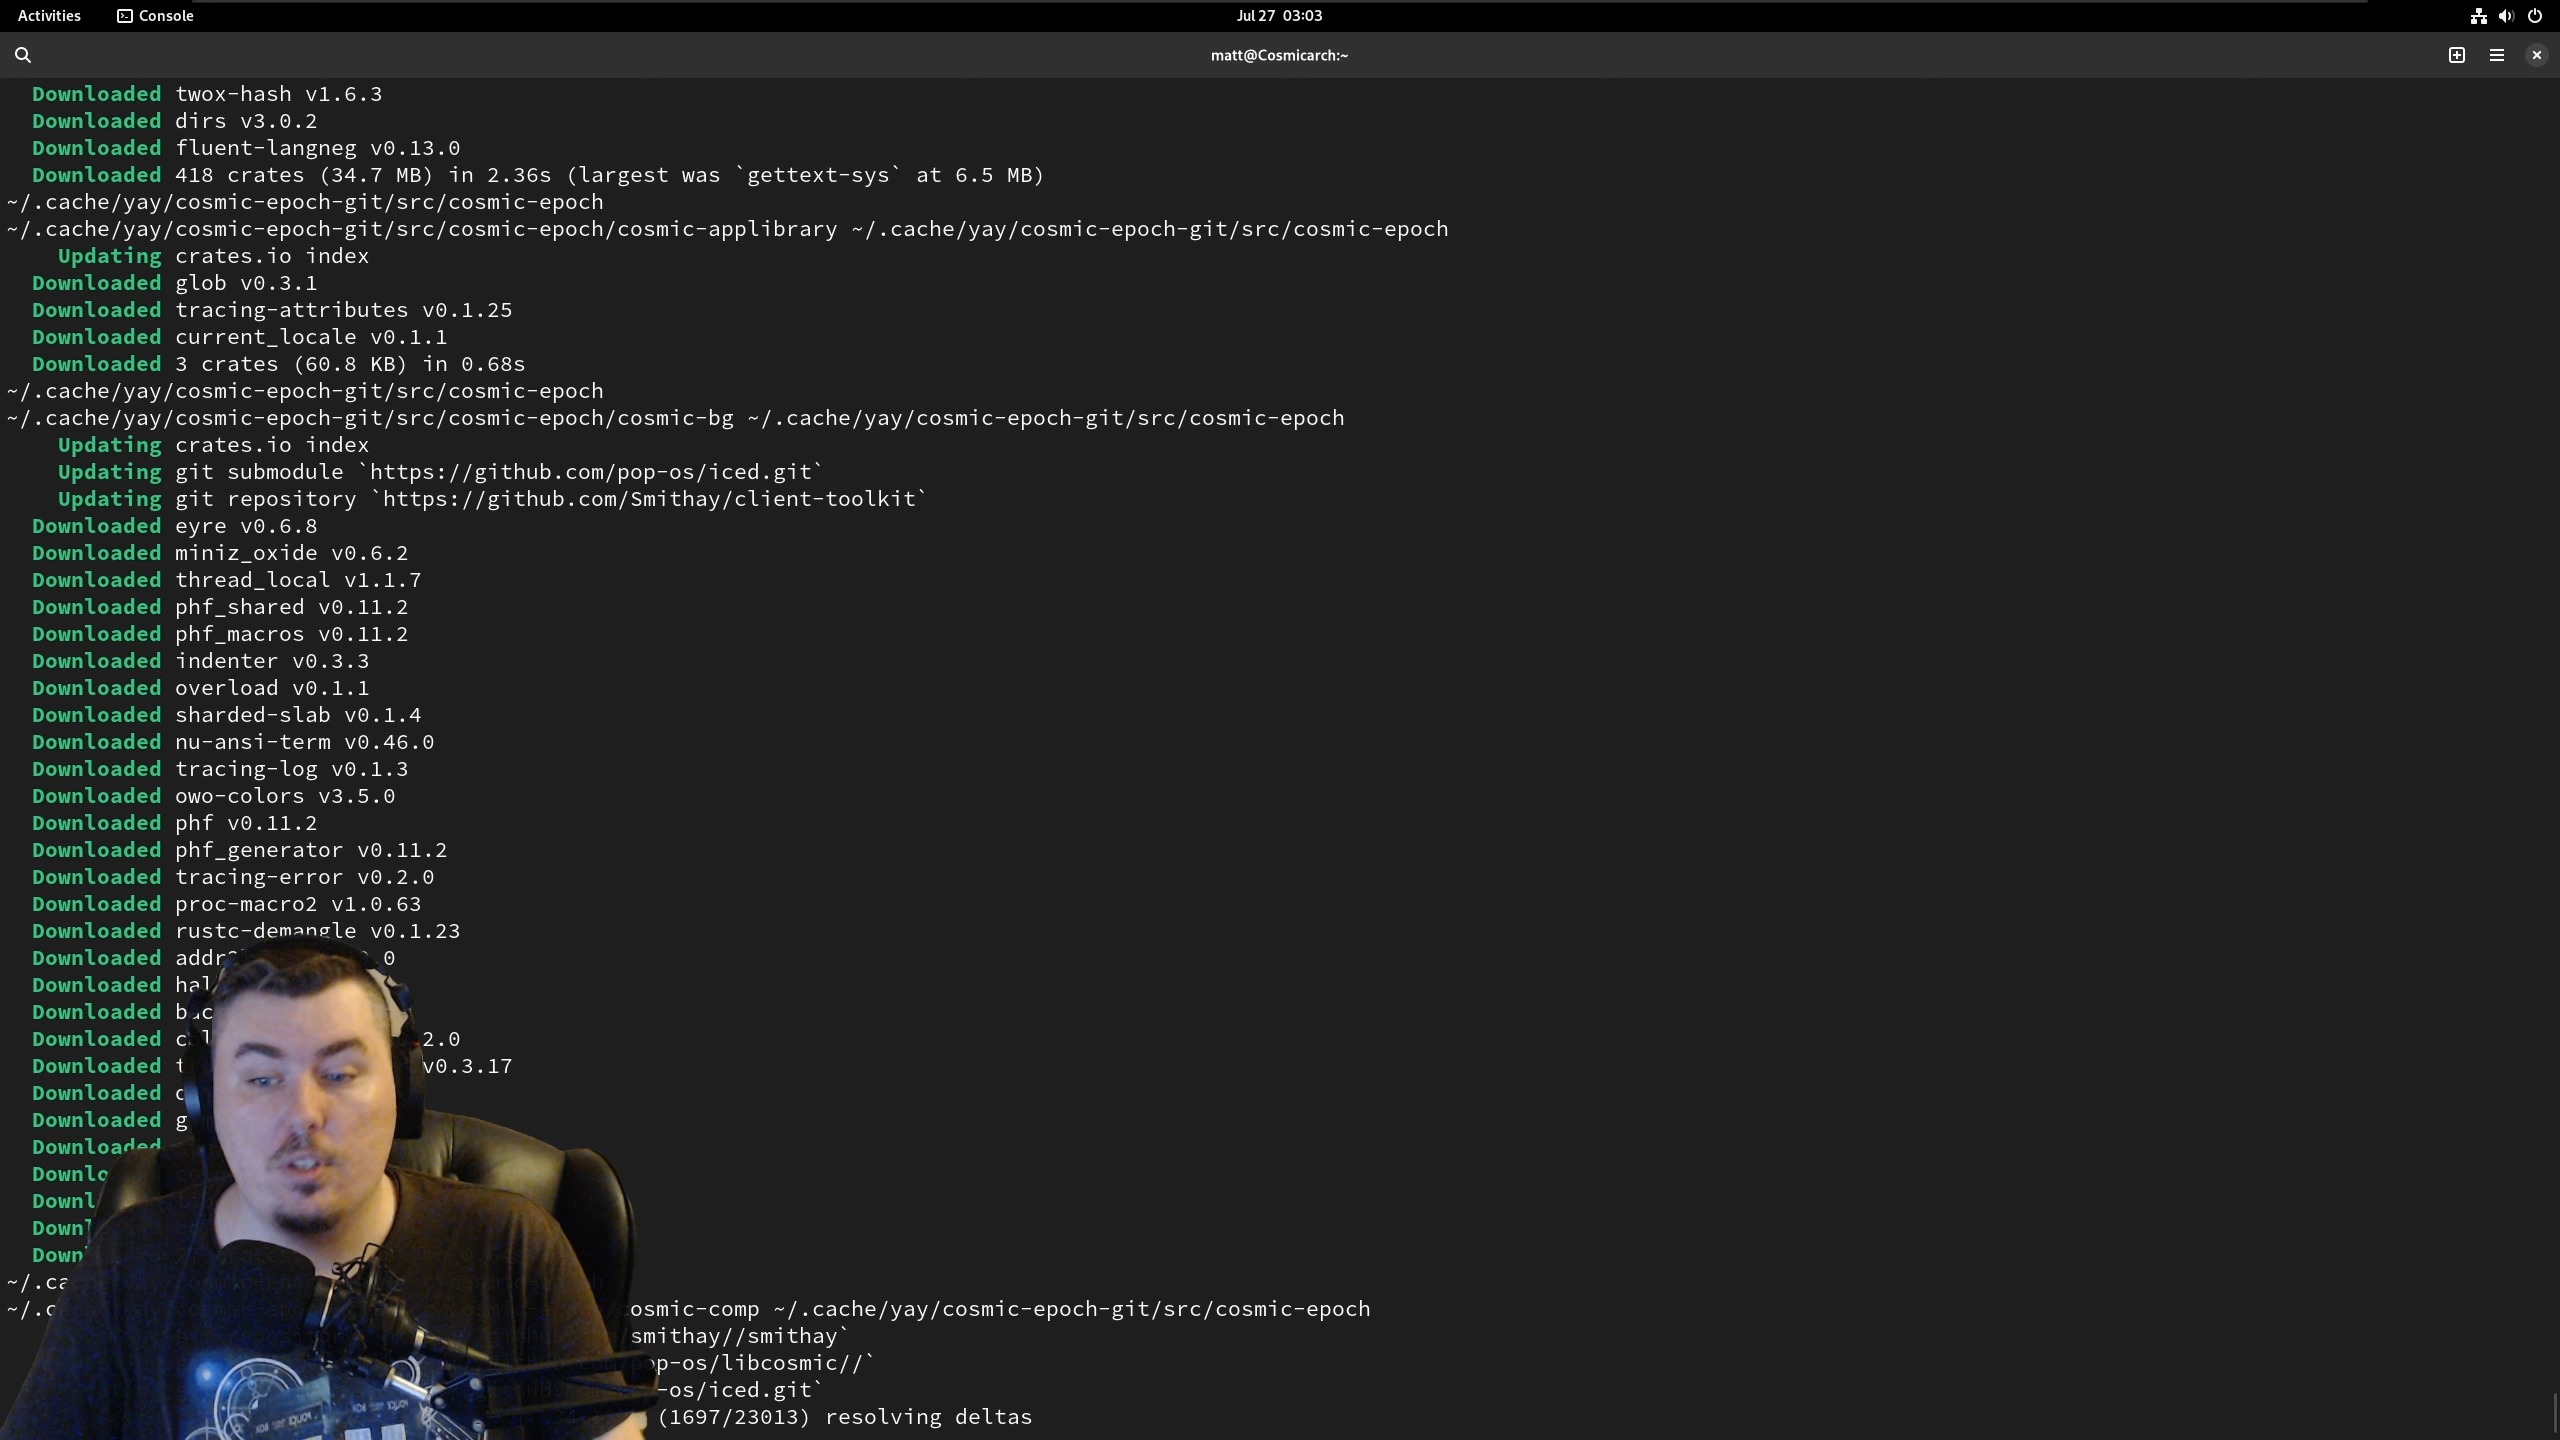 Activities Console Jul 27 03:03
matt@Cosmicarch:~
Downloaded twox-hash v1.6.3
Downloaded dirs v3.0.2
Downloaded fluent-langneg v0.13.0
Downloaded 418 crates (34.7 MB) in 2.36s (largest was `gettext-sys` at 6.5 MB)
~/.cache/yay/cosmic-epoch-git/src/cosmic-epoch
~/.cache/yay/cosmic-epoch-git/src/cosmic-epoch/cosmic-applibrary ~/.cache/yay/cosmic-epoch-git/src/cosmic-epoch
Updating crates.io index
Downloaded glob v0.3.1
Downloaded tracing-attributes v0.1.25
Downloaded current_locale v0.1.1
Downloaded 3 crates (60.8 KB) in 0.68s
~/.cache/yay/cosmic-epoch-git/src/cosmic-epoch
~/.cache/yay/cosmic-epoch-git/src/cosmic-epoch/cosmic-bg ~/.cache/yay/cosmic-epoch-git/src/cosmic-epoch
Updating crates.io index
Updating git submodule `https://github.com/pop-os/iced.git`
Updating git repository `https://github.com/Smithay/client-toolkit`
Downloaded eyre v0.6.8
Downloaded miniz_oxide v0.6.2
Downloaded thread_local v1.1.7
Downloaded phf_shared v0.11.2
Downloaded phf_macros v0.11.2
Downloaded indenter v0.3.3
Downloaded overload v0.1.1
Downloaded sharded-slab v0.1.4
Downloaded nu-ansi-term v0.46.0
Downloaded tracing-log v0.1.3
Downloaded owo-colors v3.5.0
Downloaded phf v0.11.2
Downloaded phf_generator v0.11.2
Downloaded tracing-error v0.2.0
Downloaded proc-macro2 v1.0.63
Downloaded rustc-demangle v0.1.23
Downloaded
Downloaded
Downloaded
Downloaded
Downloaded v0.3.17
Downloaded
Downloaded
Downloaded
cosmic-comp ~/.cache/yay/cosmic-epoch-git/src/cosmic-epoch
smithay//smithay`
pop-os/libcosmic//`
-os/iced.git`
(1697/23013) resolving deltas